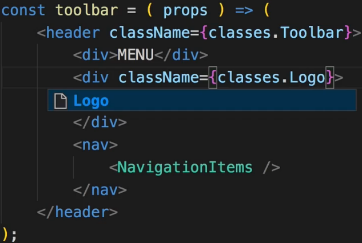 const toolbar = ( props ) => (
    <header className={classes.Toolbar}>
        <div>MENU</div>
        <div className={classes.Logo}>
        Logo
        </div>
        <nav>
            <NavigationItems />
        </nav>
    </header>
);